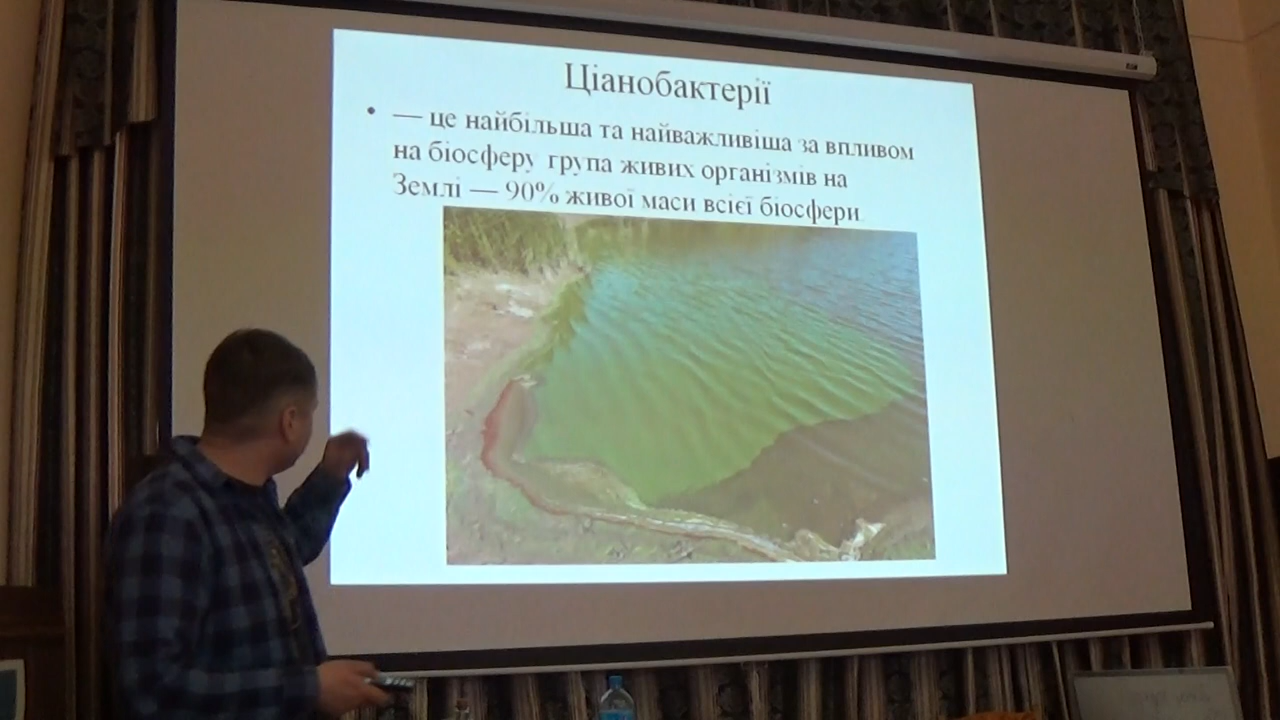 Ціанобактерії
• — це найбільша та найважливіша за впливом
на біосферу група живих організмів на
Землі — 90% живої маси всієї біосфери.